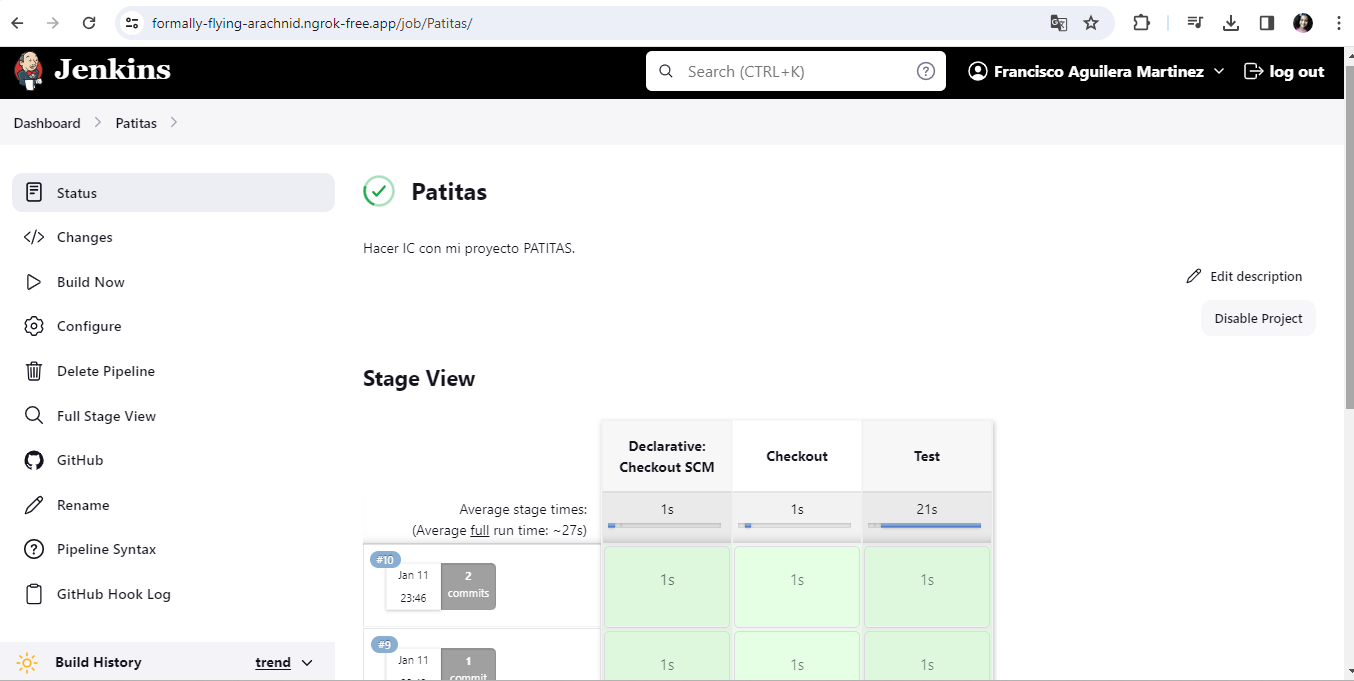 formally-flying-arachnid.ngrok-free.app/job/Patitas/
Jenkins
Search (CTRL+K)
?
Francisco Aguilera Martinez
log out
Dashboard
Patitas
Status
Changes
Build Now
Configure
Delete Pipeline
Full Stage View
GitHub
Rename
Pipeline Syntax
GitHub Hook Log
Build History
trend
Patitas
Hacer IC con mi proyecto PATITAS.
Edit description
Disable Project
Stage View
Declarative:
Checkout SCM
Checkout
Test
Average stage times:
(Average full run time: ~27s)
1s
1s
21s
#10
Jan 11
23:46
2
commits
1s
1s
1s
#9
Jan 11
1
commit
1s
1s
1s